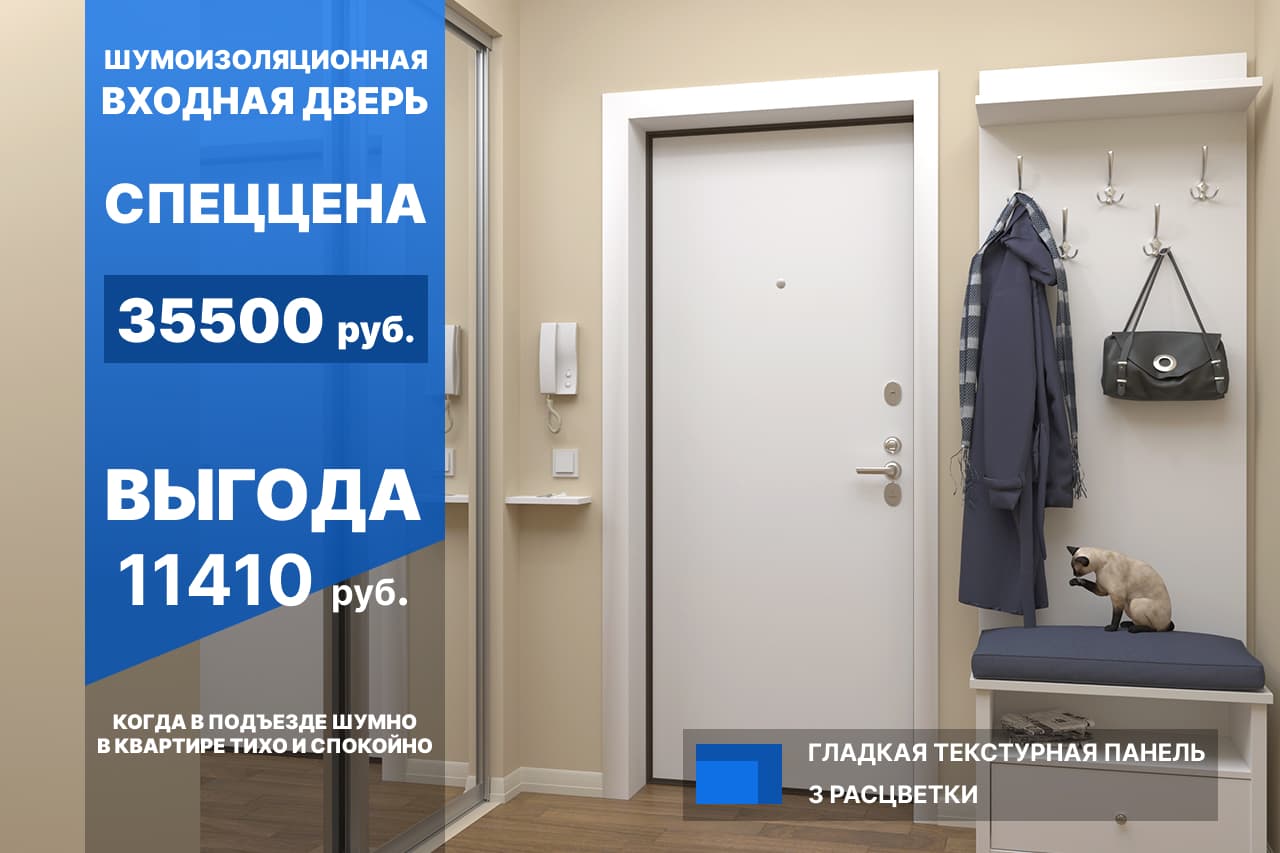 ШУМОИЗОЛЯЦИОННАЯ
ВХОДНАЯ ДВЕРЬ
СПЕЦЦЕНА
35500 руб.
ВЫГОДА
11410 руб.
КОГДА В ПОДЪЕЗДЕ ШУМНО
В КВАРТИРЕ ТИХО И СПОКОЙНО
ГЛАДКАЯ ТЕКСТУРНАЯ ПАНЕЛЬ
3 РАСЦВЕТКИ